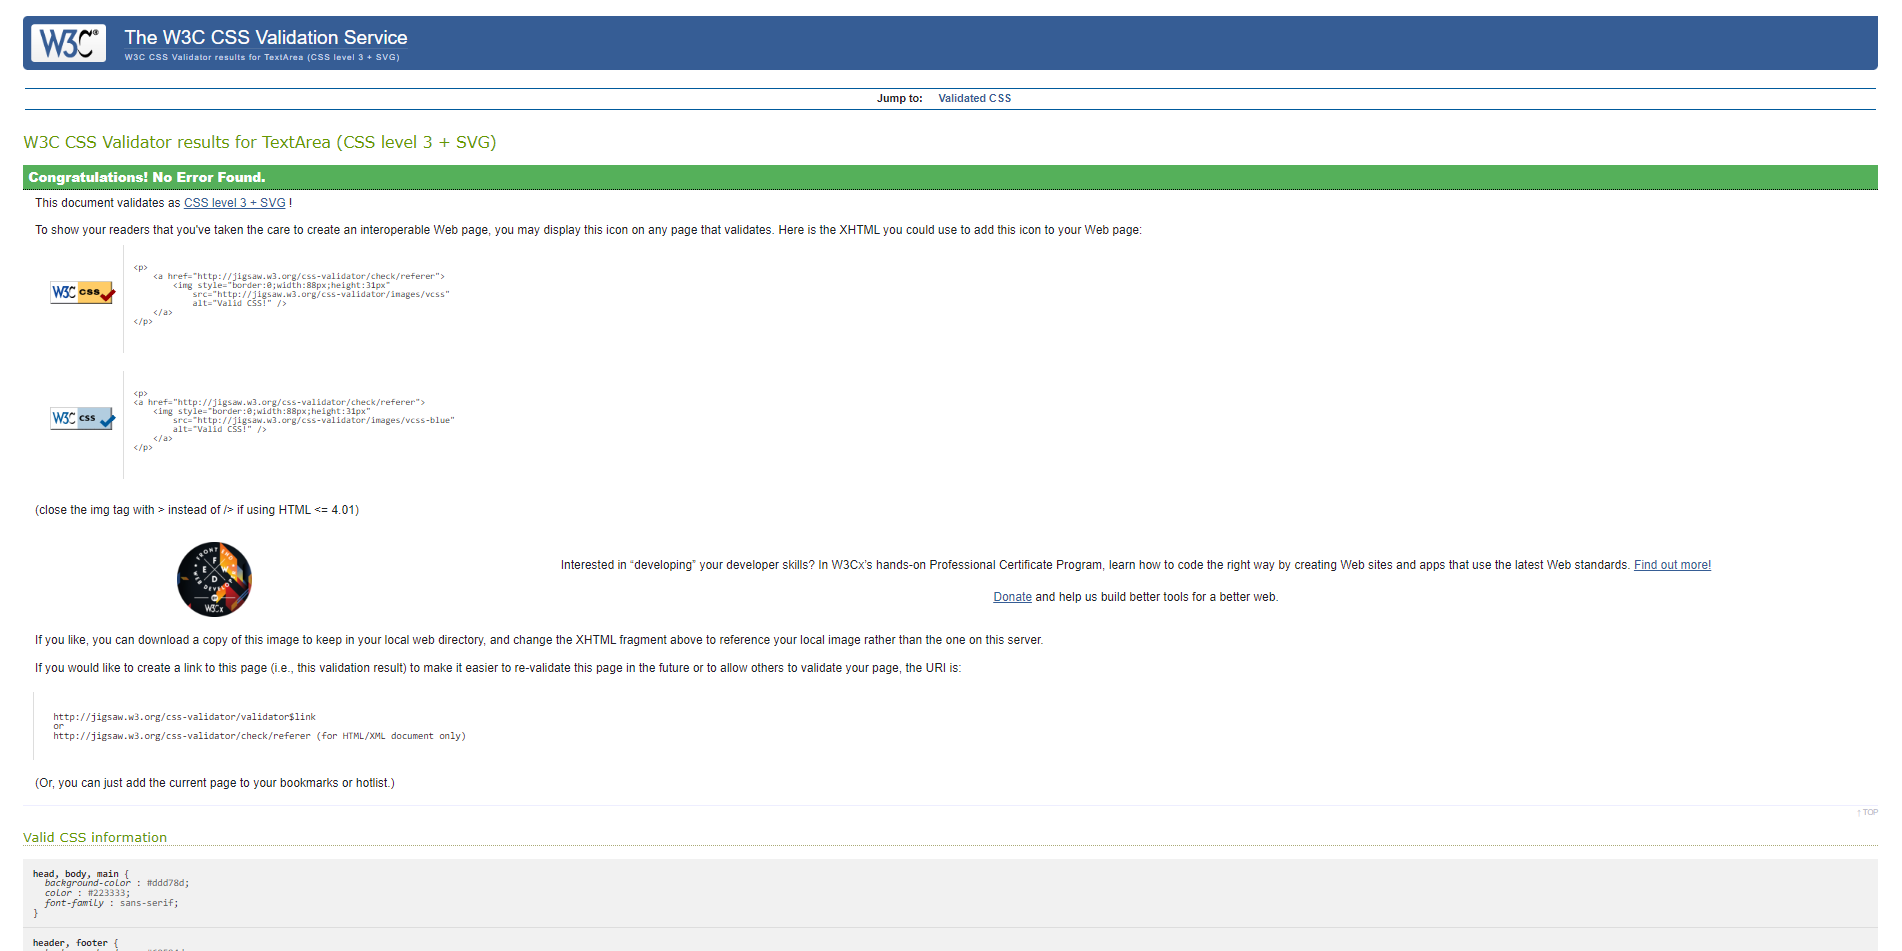 W3C®
The W3C CSS Validation Service
W3C CSS Validator results for TextArea (CSS level 3 + SVG)
Jump to: Validated CSS
W3C CSS Validator results for TextArea (CSS level 3 + SVG)
Congratulations! No Error Found.
This document validates as CSS level 3 + SVG !
To show your readers that you've taken the care to create an interoperable Web page, you may display this icon on any page that validates. Here is the XHTML you could use to add this icon to your Web page:
W3C css
<p>
<a href="http://jigsaw.w3.org/css-validator/check/referer">
<img style="border:0;width:88px;height:31px"
src="http://jigsaw.w3.org/css-validator/images/vcss"
alt="Valid CSS!" />
</a>
</p>
W3C css
<p>
<a href="http://jigsaw.w3.org/css-validator/check/referer">
<img style="border:0;width:88px;height:31px"
src="http://jigsaw.w3.org/css-validator/images/vcss-blue"
alt="Valid CSS!" />
</a>
</p>
(close the img tag with > instead of /> if using HTML <= 4.01)
FRONT END
WEB DEVELOPER
F
E W
D
BY
W3Cx
Interested in “developing” your developer skills? In W3Cx’s hands-on Professional Certificate Program, learn how to code the right way by creating Web sites and apps that use the latest Web standards. Find out more!
Donate and help us build better tools for a better web.
If you like, you can download a copy of this image to keep in your local web directory, and change the XHTML fragment above to reference your local image rather than the one on this server.
If you would like to create a link to this page (i.e., this validation result) to make it easier to re-validate this page in the future or to allow others to validate your page, the URI is:
http://jigsaw.w3.org/css-validator/validator$link
or
http://jigsaw.w3.org/css-validator/check/referer (for HTML/XML document only)
(Or, you can just add the current page to your bookmarks or hotlist.)
↑ TOP
Valid CSS information
head, body, main {
background-color : #ddd78d;
color : #223333;
font-family : sans-serif;
}
header, footer {